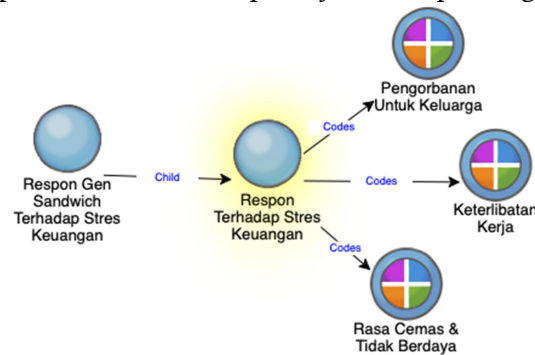 Pengorbanan
Untuk Keluarga
Codes
Child
Codes
Respon Gen
Sandwich
Terhadap Stres
Keuangan
Respon
Terhadap Stres
Keuangan
Keterlibatan
Kerja
Codes
Rasa Cemas &
Tidak Berdaya